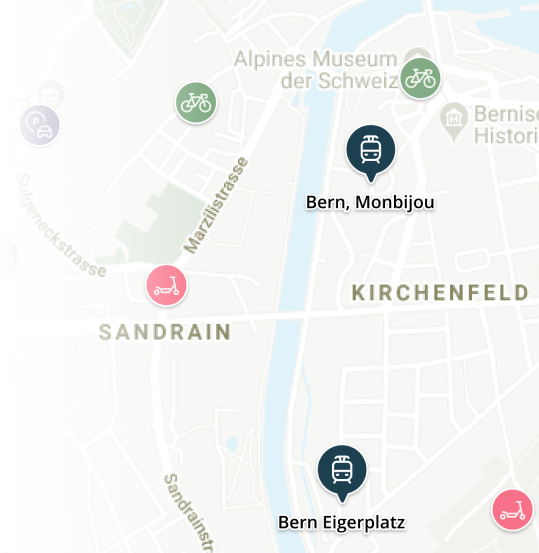 Alpines Museum
der Schweiz
P
M
Bernisc
Histori
Marzilistrasse
Bern, Monbijou
Sulgeneckstrasse
KIRCHENFELD
SANDRAIN
Bern Eigerplatz
Sandrainstr